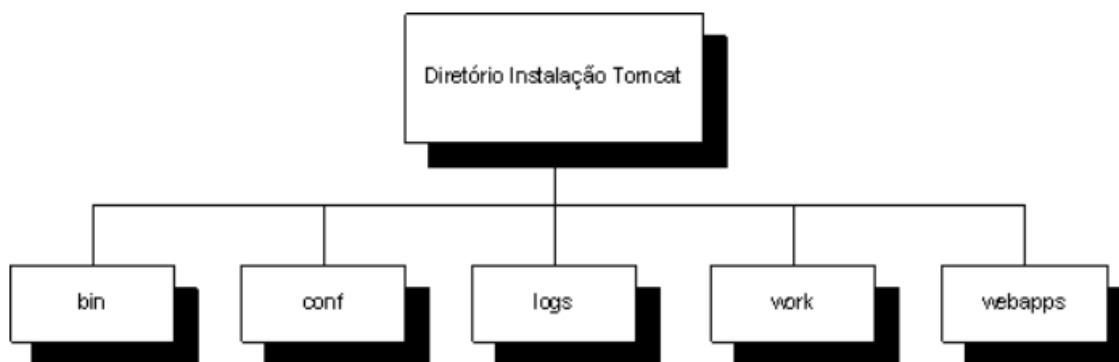 Diretório Instalação Tomcat
bin
conf
logs
work
webapps